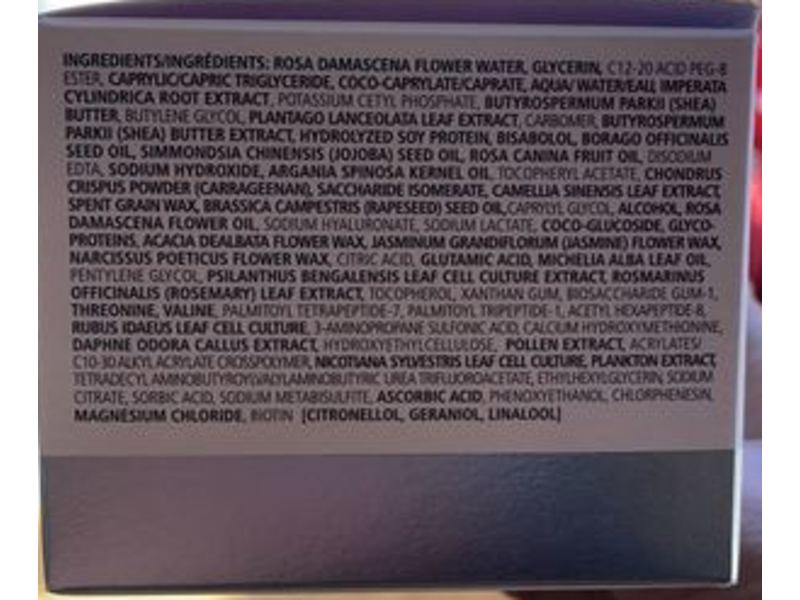 INGREDIENTS/INGRÉDIENTS: ROSA DAMASCENA FLOWER WATER, GLYCERIN, C12-20 ACID PEG-8
ESTER, CAPRYLIC/CAPRIC TRIGLYCERIDE, COCO-CAPRYLATE/CAPRATE, AQUA/ WATER/EAU, IMPERATA
CYLINDRICA ROOT EXTRACT, POTASSIUM CETYL PHOSPHATE, BUTYROSPERMUM PARKII (SHEA)
BUTTER, BUTYLENE GLYCOL, PLANTAGO LANCEOLATA LEAF EXTRACT, CARBOMER, BUTYROSPERMUM
PARKII (SHEA) BUTTER EXTRACT, HYDROLYZED SOY PROTEIN, BISABOLOL, BORAGO OFFICINALIS
SEED OIL, SIMMONDSIA CHINENSIS (JOJOBA) SEED OIL, ROSA CANINA FRUIT OIL, DISODIUM
EDTA, SODIUM HYDROXIDE, ARGANIA SPINOSA KERNEL OIL, TOCOPHERYL ACETATE, CHONDRUS
CRISPUS POWDER (CARRAGEENAN), SACCHARIDE ISOMERATE, CAMELLIA SINENSIS LEAF EXTRACT,
SPENT GRAIN WAX, BRASSICA CAMPESTRIS (RAPESEED) SEED OIL,CAPRYLYL GLYCOL, ALCOHOL, ROSA
DAMASCENA FLOWER OIL, SODIUM HYALURONATE, SODIUM LACTATE, COCO-GLUCOSIDE, GLYCO-
PROTEINS, ACACIA DEALBATA FLOWER WAX, JASMINUM GRANDIFLORUM (JASMINE) FLOWER WAX,
NARCISSUS POETICUS FLOWER WAX, CITRIC ACID, GLUTAMIC ACID, MICHELIA ALBA LEAF OIL,
PENTYLENE GLYCOL, PSILANTHUS BENGALENSIS LEAF CELL CULTURE EXTRACT, ROSMARINUS
OFFICINALIS (ROSEMARY) LEAF EXTRACT, TOCOPHEROL, XANTHAN GUM, BIOSACCHARIDE GUM-1,
THREONINE, VALINE, PALMITOYL TETRAPEPTIDE-7, PALMITOYL TRIPEPTIDE-1, ACETYL HEXAPEPTIDE-8,
RUBUS IDAEUS LEAF CELL CULTURE, 3-AMINOPROPANE SULFONIC ACID, CALCIUM HYDROXYMETHIONINE,
DAPHNE ODORA CALLUS EXTRACT, HYDROXYETHYLCELLULOSE, POLLEN EXTRACT, ACRYLATES/
C10-30 ALKYL ACRYLATE CROSSPOLYMER, NICOTIANA SYLVESTRIS LEAF CELL CULTURE, PLANKTON EXTRACT,
TETRADECYL AMINOBUTYROYLVALYLAMINOBUTYRIC UREA TRIFLUOROACETATE, ETHYLHEXYLGLYCERIN, SODIUM
CITRATE, SORBIC ACID, SODIUM METABISULFITE, ASCORBIC ACID, PHENOXYETHANOL, CHLORPHENESIN,
MAGNESIUM CHLORIDE, BIOTIN [CITRONELLOL, GERANIOL, LINALOOL]